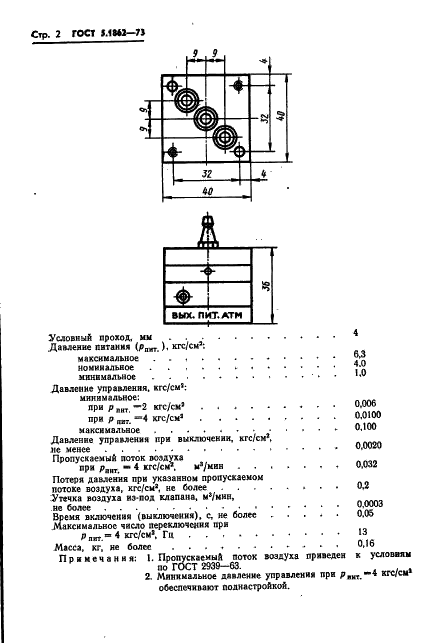 Стр. 2 ГОСТ 5.1862—73
9 9
4
9
9
32
40
32
4
40
36
ВЫХ. ПИТ. АТМ
Условный проход, мм . . . . . . . . . . 4
Давление питания (pпит.), кгс/см²:
максимальное . . . . . . . . . . 6,3
номинальное . . . . . . . . . . 4,0
минимальное . . . . . . . . . . 1,0
Давление управления, кгс/см²:
минимальное:
при pпит.=2 кгс/см² . . . . . . . . 0,006
при pпит.=4 кгс/см² . . . . . . . . 0,0100
максимальное . . . . . . . . . . 0,100
Давление управления при выключении, кгс/см²,
не менее . . . . . . . . . . 0,0020
Пропускаемый поток воздуха
при pпит.= 4 кгс/см², м³/мин . . . . . . 0,032
Потеря давления при указанном пропускаемом
потоке воздуха, кгс/см², не более . . . . . . 0,2
Утечка воздуха из-под клапана, м³/мин,
не более . . . . . . . . . . 0,0003
Время включения (выключения), с, не более . . . . 0,05
Максимальное число переключения при
pпит.= 4 кгс/см², Гц . . . . . . . . 13
Масса, кг, не более . . . . . . . . 0,16
Примечания: 1. Пропускаемый поток воздуха приведен к условиям
по ГОСТ 2939—63.
2. Минимальное давление управления при pпит.=4 кгс/см²
обеспечивают поднастройкой.